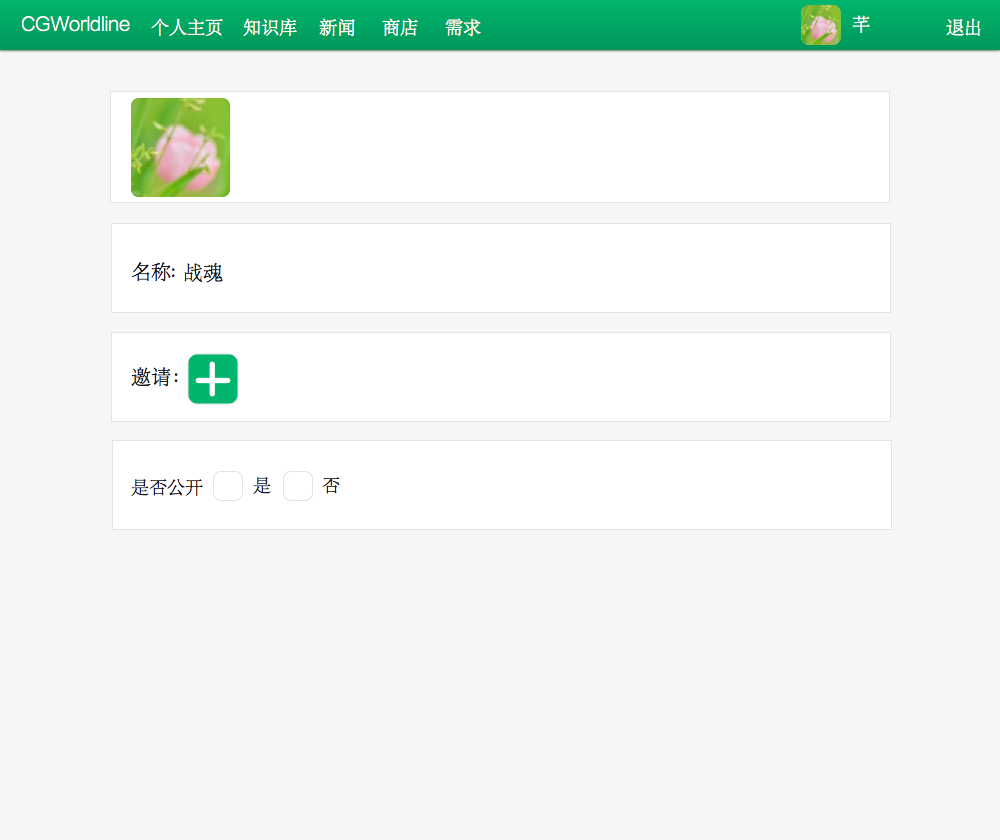 CGWorldline 个人主页 知识库 新闻 商店 需求 芊 退出
名称: 战魂
邀请:
是否公开 是 否